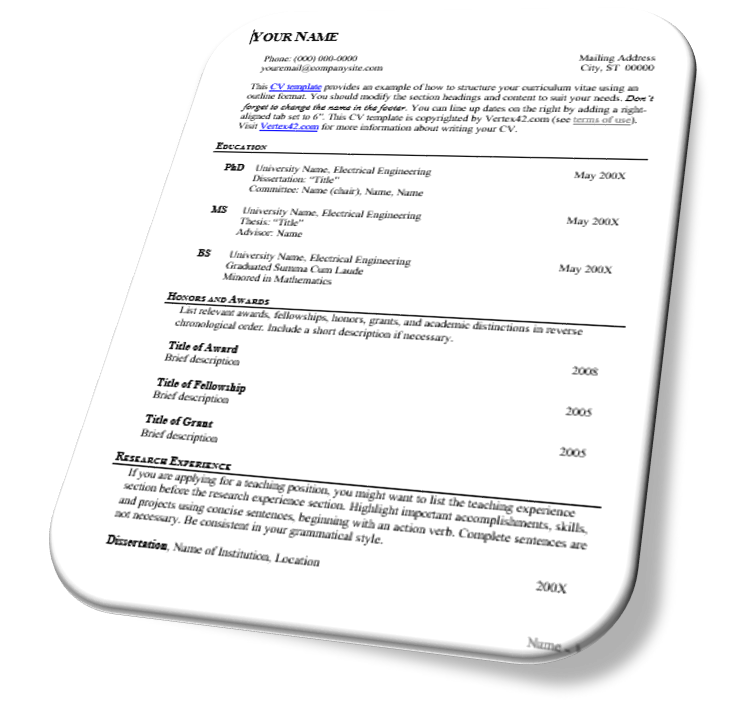 YOUR NAME
Phone: (000) 000-0000
youremail@companysite.com
Mailing Address
City, ST 00000
This CV template provides an example of how to structure your curriculum vitae using an
outline format. You should modify the section headings and content to suit your needs. Don't
forget to change the name in the footer. You can line up dates on the right by adding a right-
aligned tab set to 6". This CV template is copyrighted by Vertex42.com (see terms of use).
Visit Vertex42.com for more information about writing your CV.
EDUCATION
PhD University Name, Electrical Engineering May 200X
Dissertation: "Title"
Committee: Name (chair), Name, Name
MS University Name, Electrical Engineering May 200X
Thesis: "Title"
Advisor: Name
BS University Name, Electrical Engineering May 200X
Graduated Summa Cum Laude
Minored in Mathematics
HONORS AND AWARDS
List relevant awards, fellowships, honors, grants, and academic distinctions in reverse
chronological order. Include a short description if necessary.
Title of Award 2008
Brief description
Title of Fellowship 2005
Brief description
Title of Grant 2005
Brief description
RESEARCH EXPERIENCE
If you are applying for a teaching position, you might want to list the teaching experience
section before the research experience section. Highlight important accomplishments, skills,
and projects using concise sentences, beginning with an action verb. Complete sentences are
not necessary. Be consistent in your grammatical style.
Dissertation, Name of Institution, Location 200X
Name - 1